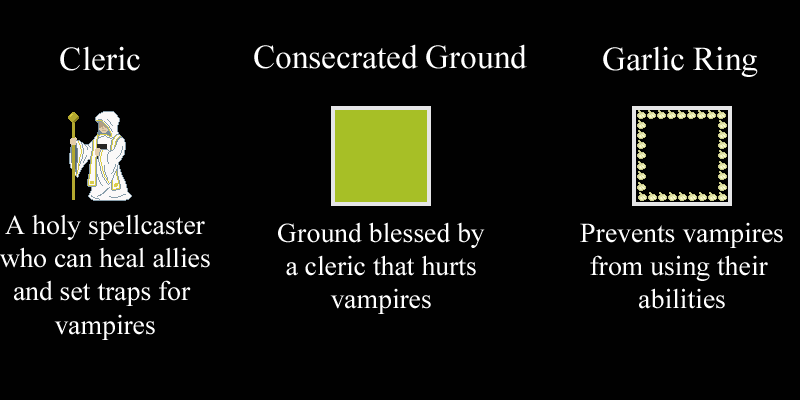 Cleric
A holy spellcaster
who can heal allies
and set traps for
vampires
Consecrated Ground
Ground blessed by
a cleric that hurts
vampires
Garlic Ring
Prevents vampires
from using their
abilities